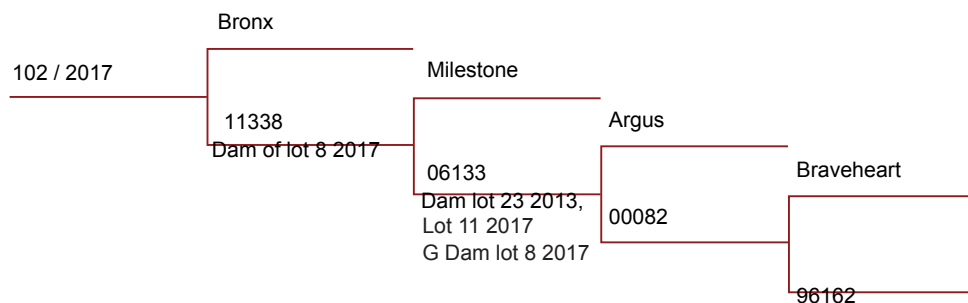 Bronx
102 / 2017
Milestone
11338
Dam of lot 8 2017
Argus
06133
Dam lot 23 2013,
Lot 11 2017
G Dam lot 8 2017
Braveheart
00082
96162